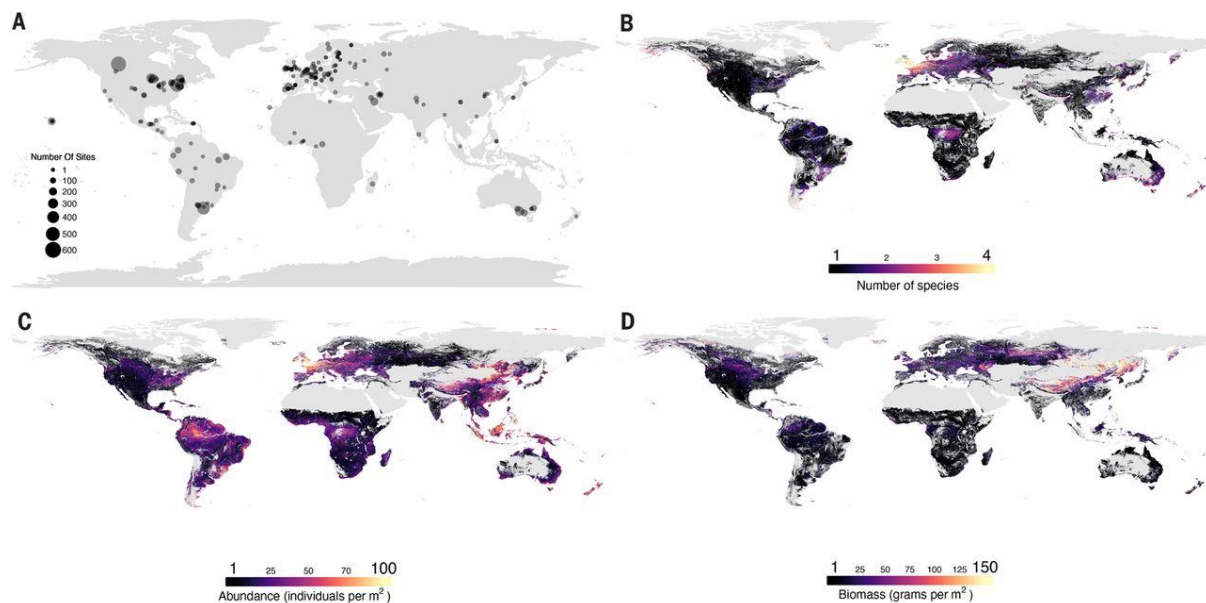 A
Number Of Sites
1
100
200
300
400
500
600
B
1 2 3 4
Number of species
C
1 25 50 70 100
Abundance (individuals per m²)
D
1 25 50 75 100 125 150
Biomass (grams per m²)